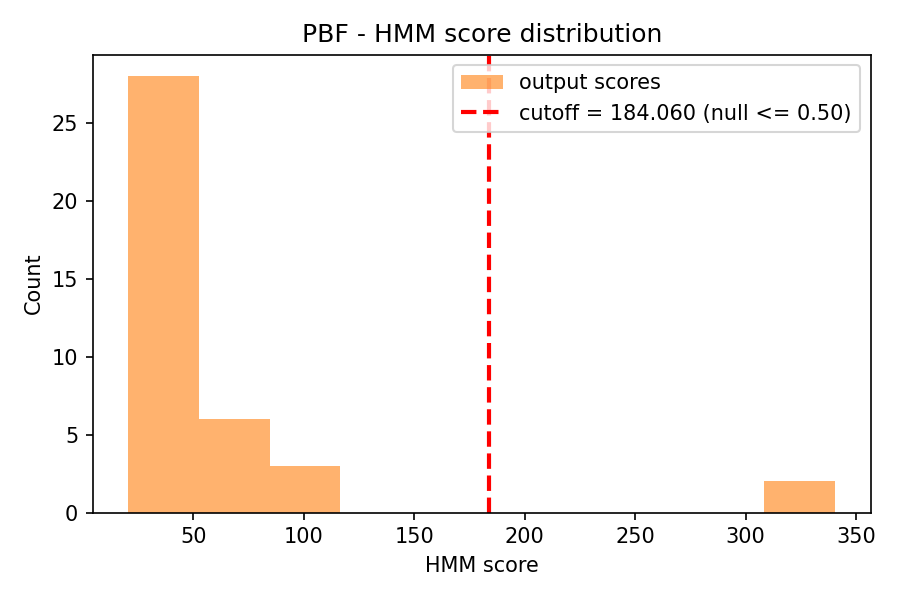 PBF - HMM score distribution
output scores
cutoff = 184.060 (null <= 0.50)
Count
25
20
15
10
5
0
50
100
150
200
250
300
350
HMM score